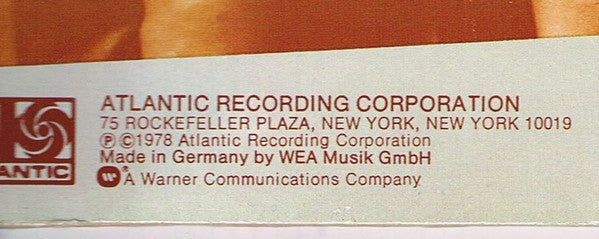 ANTIC
ATLANTIC RECORDING CORPORATION
75 ROCKEFELLER PLAZA, NEW YORK, NEW YORK 10019
Ⓟ ©1978 Atlantic Recording Corporation
Made in Germany by WEA Musik GmbH
W ® A Warner Communications Company